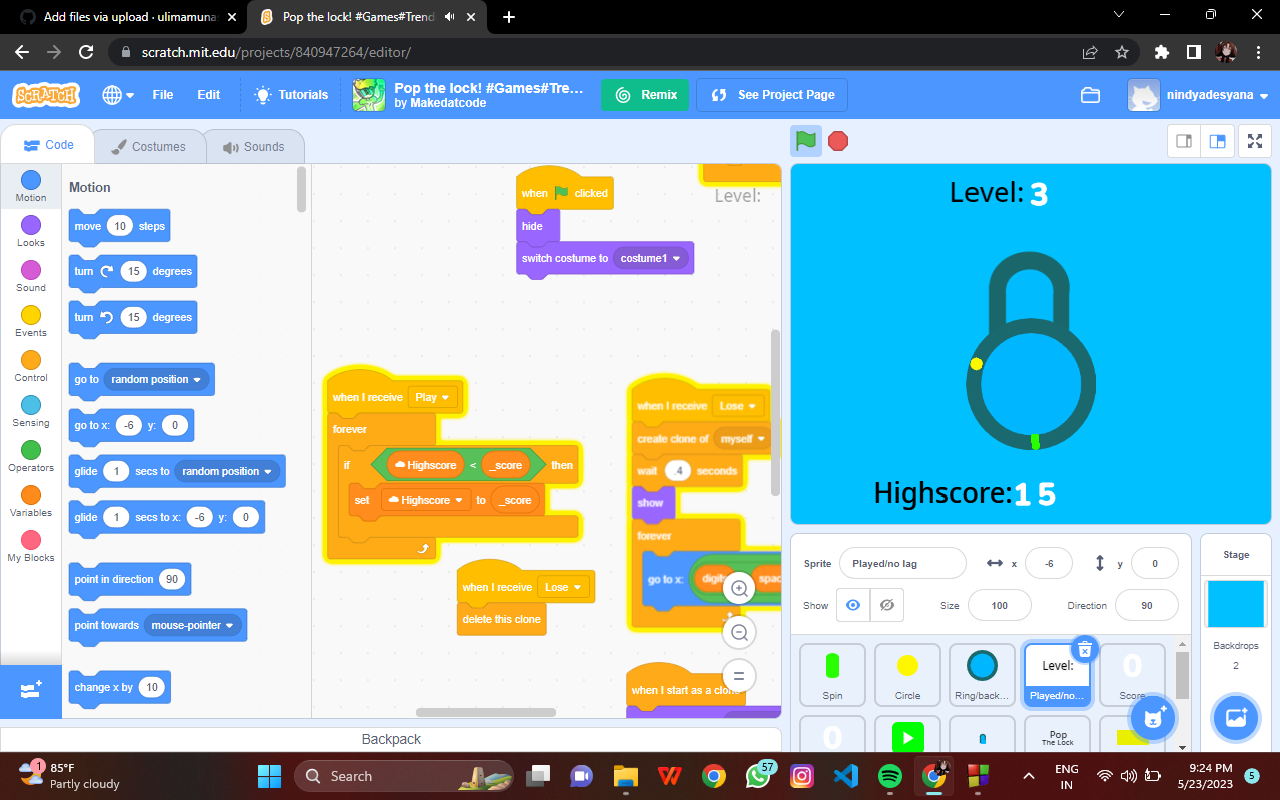 Add files via upload · ulimamuna
Pop the lock! #Games#Trend
scratch.mit.edu/projects/840947264/editor/
SCRATCH
File
Edit
Tutorials
Pop the lock! #Games#Tre...
by Makedatcode
Remix
See Project Page
nindyadesyana
Code
Costumes
Sounds
Motion
Looks
Sound
Events
Control
Sensing
Operators
Variables
My Blocks
Motion
move 10 steps
turn 15 degrees
turn 15 degrees
go to random position
go to x: -6 y: 0
glide 1 secs to random position
glide 1 secs to x: -6 y: 0
point in direction 90
point towards mouse-pointer
change x by 10
when clicked
hide
switch costume to costume1
Level:
when I receive Play
forever
if Highscore < _score then
set Highscore to _score
when I receive Lose
delete this clone
when I receive Lose
create clone of myself
wait .4 seconds
show
forever
go to x: digits spac
when I start as a clone
Backpack
Level: 3
Highscore:15
Sprite Played/no lag x -6 y 0
Show Size 100 Direction 90
Spin
Circle
Ring/back...
Level:
Played/no...
0
Score
0
Pop
The Lock
Stage
Backdrops
2
1
85°F
Partly cloudy
Search
57
ENG
IN
9:24 PM
5/23/2023
5